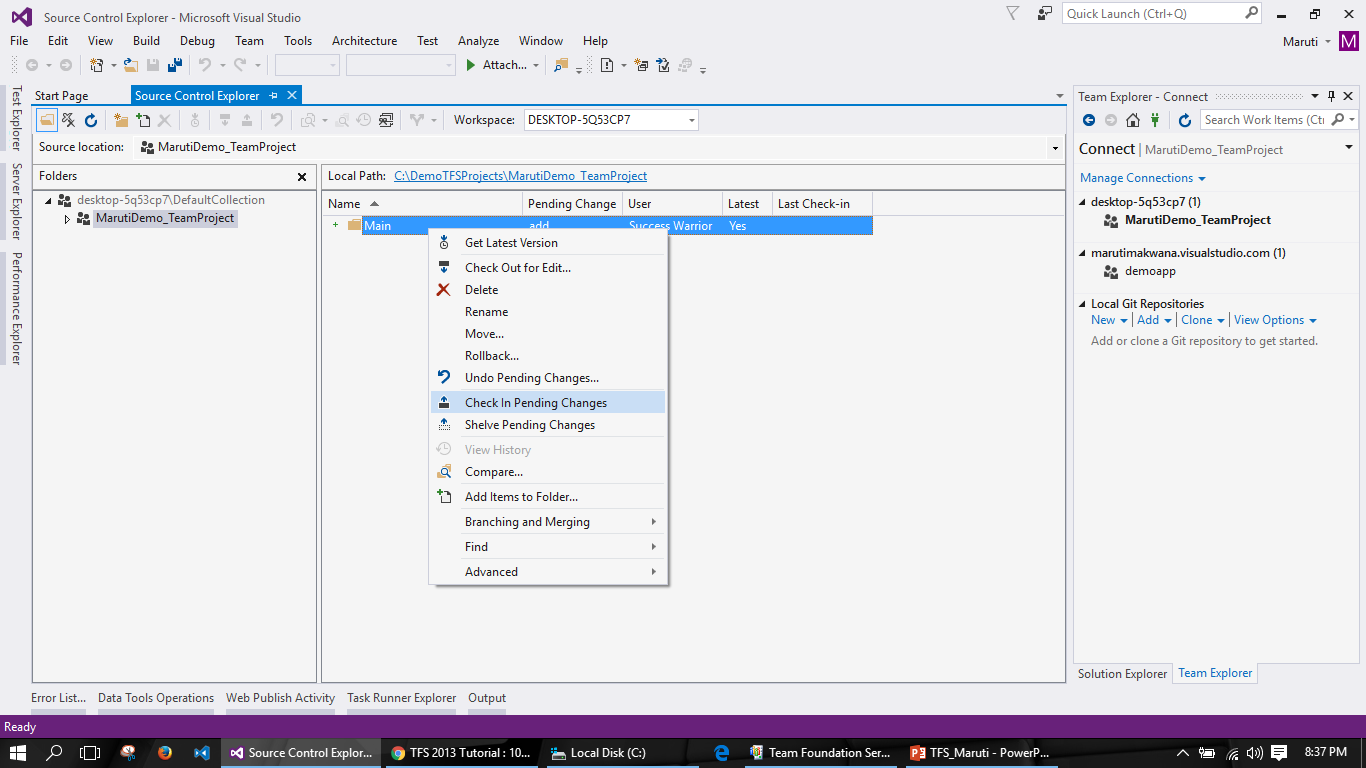 Source Control Explorer - Microsoft Visual Studio
Quick Launch (Ctrl+Q)
File Edit View Build Debug Team Tools Architecture Test Analyze Window Help
Maruti M
Attach...
Test Explorer
Server Explorer
Performance Explorer
Start Page Source Control Explorer
Workspace: DESKTOP-5Q53CP7
Source location: MarutiDemo_TeamProject
Folders
desktop-5q53cp7\DefaultCollection
MarutiDemo_TeamProject
Local Path: C:\DemoTFSProjects\MarutiDemo_TeamProject
Name Pending Change User Latest Last Check-in
Main add Success Warrior Yes
Get Latest Version
Check Out for Edit...
Delete
Rename
Move...
Rollback...
Undo Pending Changes...
Check In Pending Changes
Shelve Pending Changes
View History
Compare...
Add Items to Folder...
Branching and Merging
Find
Advanced
Team Explorer - Connect
Search Work Items (Ctr
Connect | MarutiDemo_TeamProject
Manage Connections
desktop-5q53cp7 (1)
MarutiDemo_TeamProject
marutimakwana.visualstudio.com (1)
demoapp
Local Git Repositories
New Add Clone View Options
Add or clone a Git repository to get started.
Solution Explorer Team Explorer
Error List... Data Tools Operations Web Publish Activity Task Runner Explorer Output
Ready
Source Control Explor... TFS 2013 Tutorial : 10... Local Disk (C:) Team Foundation Ser... TFS_Maruti - PowerP... 8:37 PM